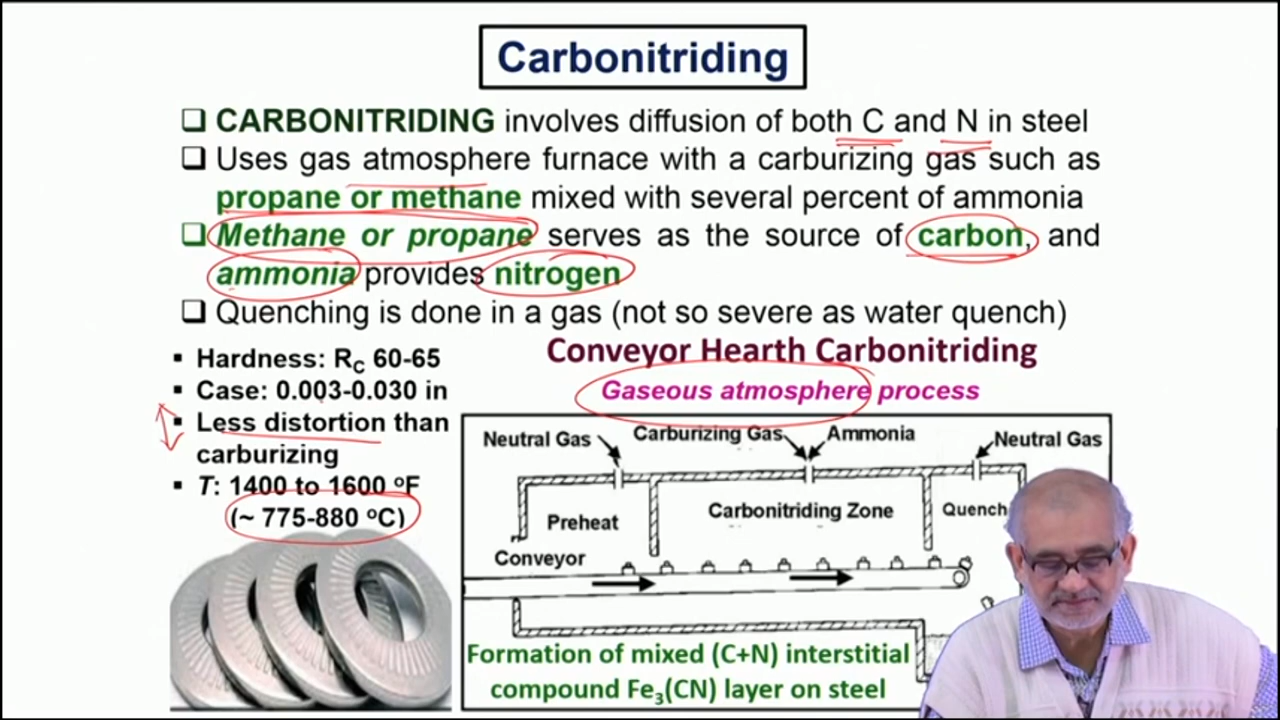 Carbonitriding
❑ CARBONITRIDING involves diffusion of both C and N in steel
❑ Uses gas atmosphere furnace with a carburizing gas such as
propane or methane mixed with several percent of ammonia
❑ Methane or propane serves as the source of carbon, and
ammonia provides nitrogen
❑ Quenching is done in a gas (not so severe as water quench)
▪ Hardness: RC 60-65
▪ Case: 0.003-0.030 in
▪ Less distortion than
carburizing
▪ T: 1400 to 1600 ºF
(~ 775-880 ºC)
Conveyor Hearth Carbonitriding
Gaseous atmosphere process
Neutral Gas Carburizing Gas Ammonia Neutral Gas
Preheat Carbonitriding Zone Quench
Conveyor
Formation of mixed (C+N) interstitial
compound Fe3(CN) layer on steel